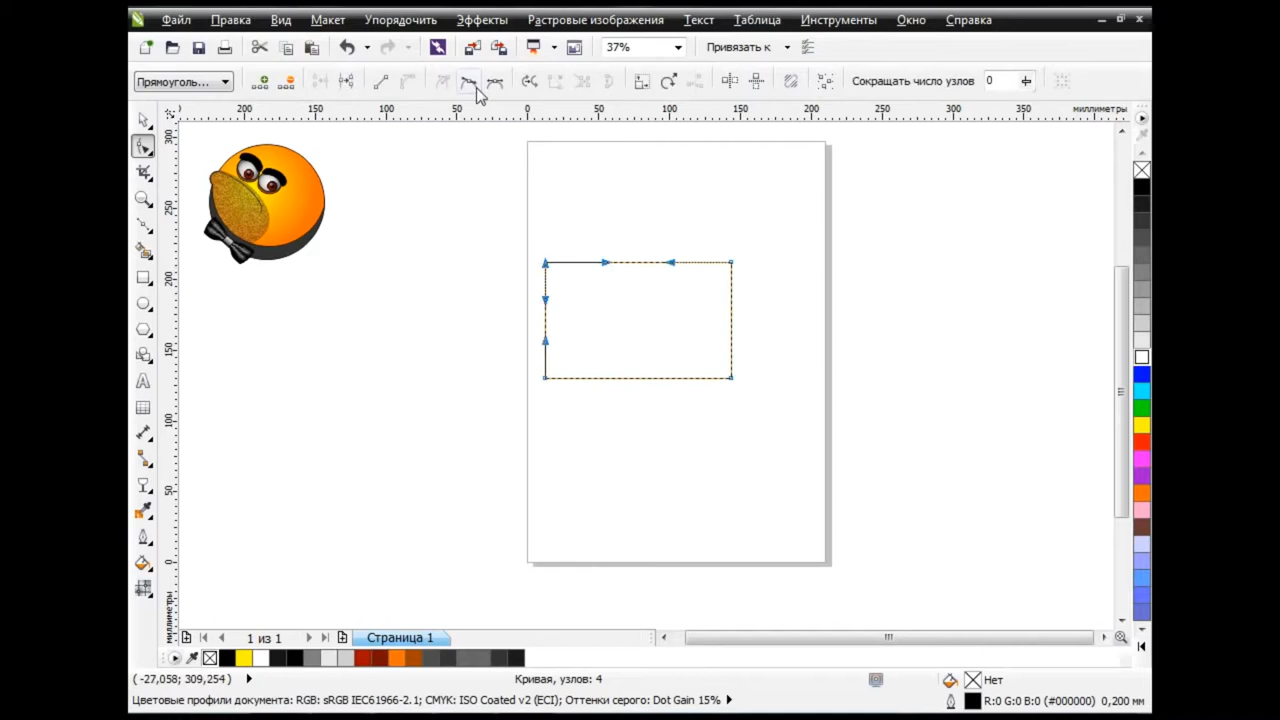 Файл Правка Вид Макет Упорядочить Эффекты Растровые изображения Текст Таблица Инструменты Окно Справка
37% Привязать к
Прямоуголь... Сокращать число узлов 0
200 150 100 50 0 50 100 150 200 250 300 350 миллиметры
300
250
200
150
100
50
0
миллиметры
1 из 1 Страница 1
( -27,058; 309,254 ) Кривая, узлов: 4 Нет
Цветовые профили документа: RGB: sRGB IEC61966-2.1; CMYK: ISO Coated v2 (ECI); Оттенки серого: Dot Gain 15% R:0 G:0 B:0 (#000000) 0,200 мм